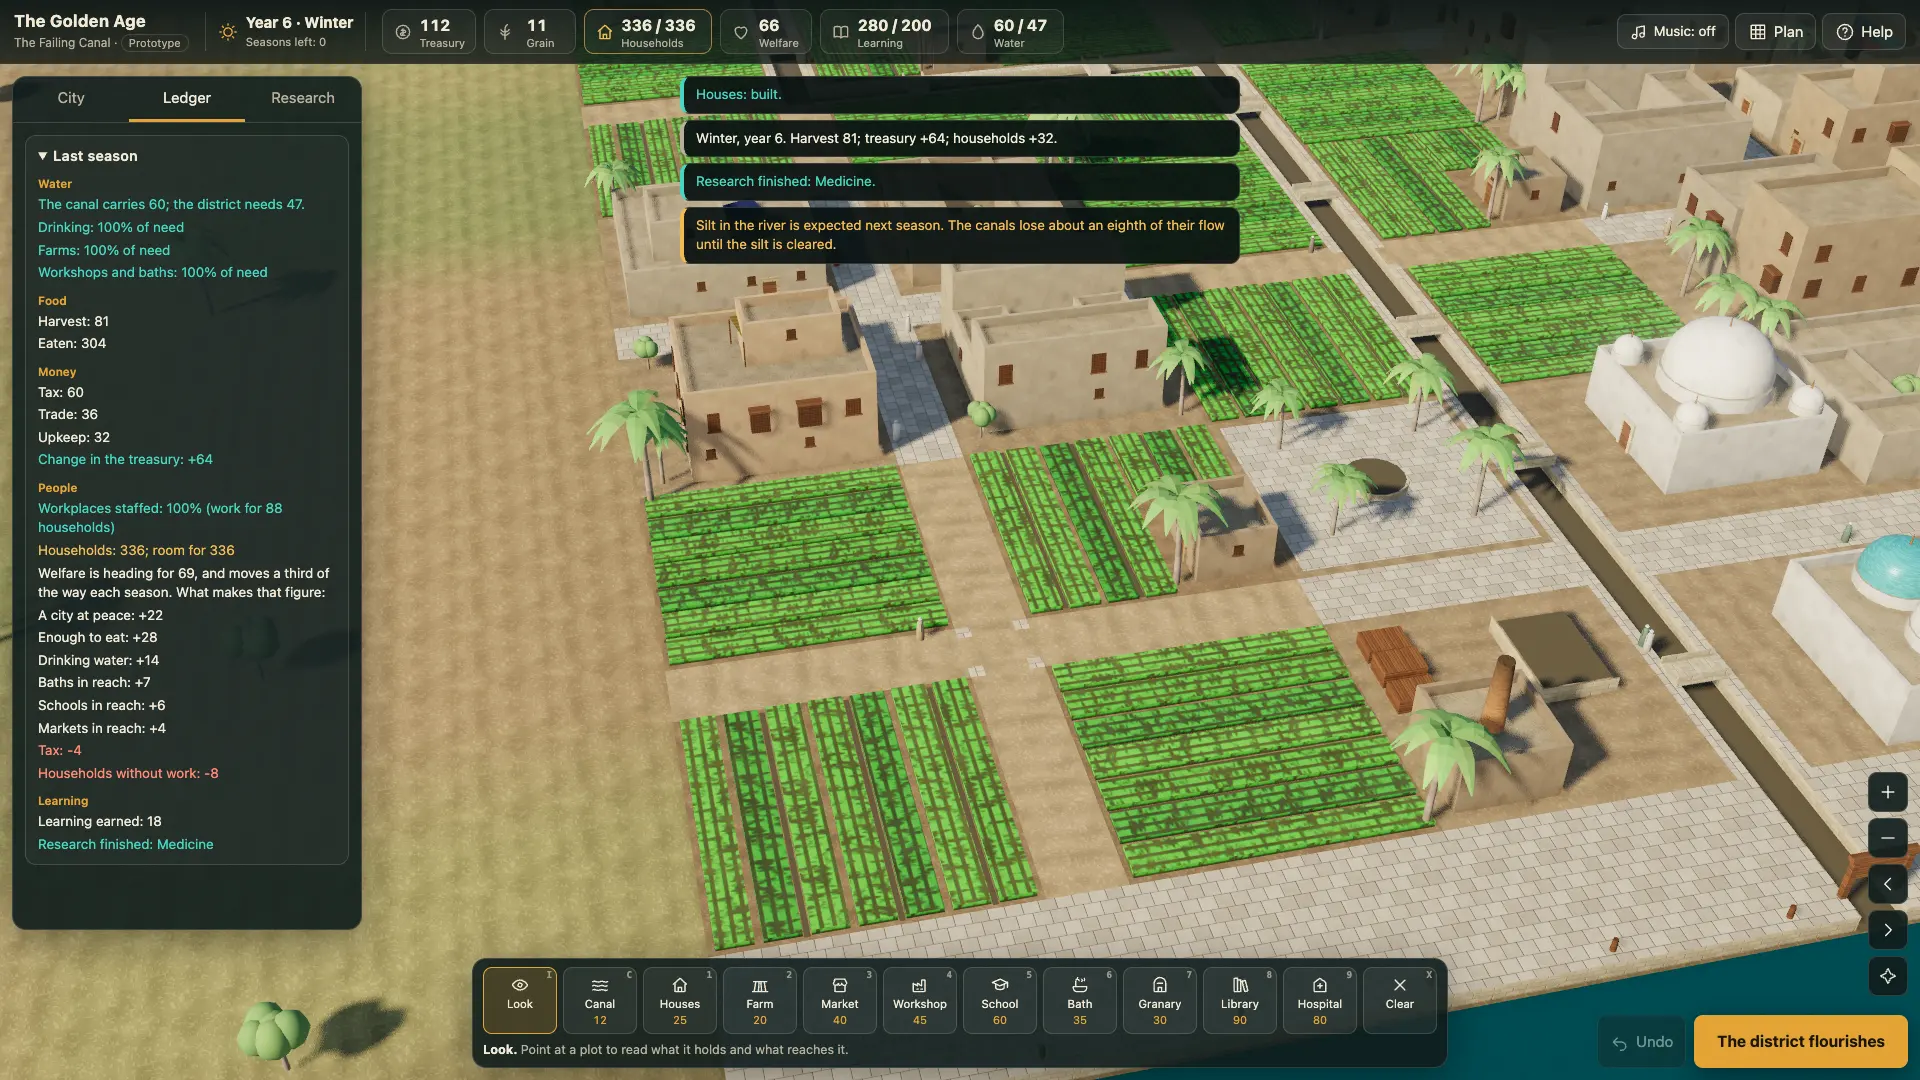 The Golden Age
The Failing Canal · Prototype
Year 6 · Winter
Seasons left: 0
112
Treasury
11
Grain
336 / 336
Households
66
Welfare
280 / 200
Learning
60 / 47
Water
Music: off
Plan
Help
City
Ledger
Research
▼ Last season
Water
The canal carries 60; the district needs 47.
Drinking: 100% of need
Farms: 100% of need
Workshops and baths: 100% of need
Food
Harvest: 81
Eaten: 304
Money
Tax: 60
Trade: 36
Upkeep: 32
Change in the treasury: +64
People
Workplaces staffed: 100% (work for 88
households)
Households: 336; room for 336
Welfare is heading for 69, and moves a third of
the way each season. What makes that figure:
A city at peace: +22
Enough to eat: +28
Drinking water: +14
Baths in reach: +7
Schools in reach: +6
Markets in reach: +4
Tax: -4
Households without work: -8
Learning
Learning earned: 18
Research finished: Medicine
Houses: built.
Winter, year 6. Harvest 81; treasury +64; households +32.
Research finished: Medicine.
Silt in the river is expected next season. The canals lose about an eighth of their flow
until the silt is cleared.
I
Look
C
Canal
12
1
Houses
25
2
Farm
20
3
Market
40
4
Workshop
45
5
School
60
6
Bath
35
7
Granary
30
8
Library
90
9
Hospital
80
X
Clear
Look. Point at a plot to read what it holds and what reaches it.
Undo
The district flourishes